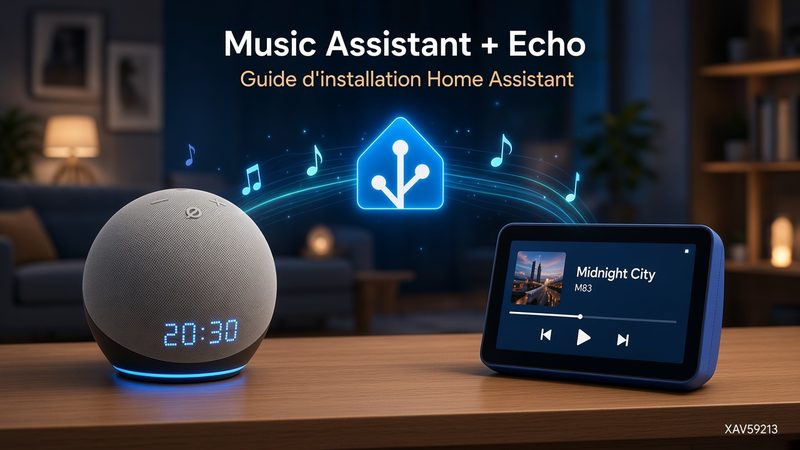 Music Assistant + Echo
Guide d'installation Home Assistant
20:30
Midnight City
M83
XAV59213